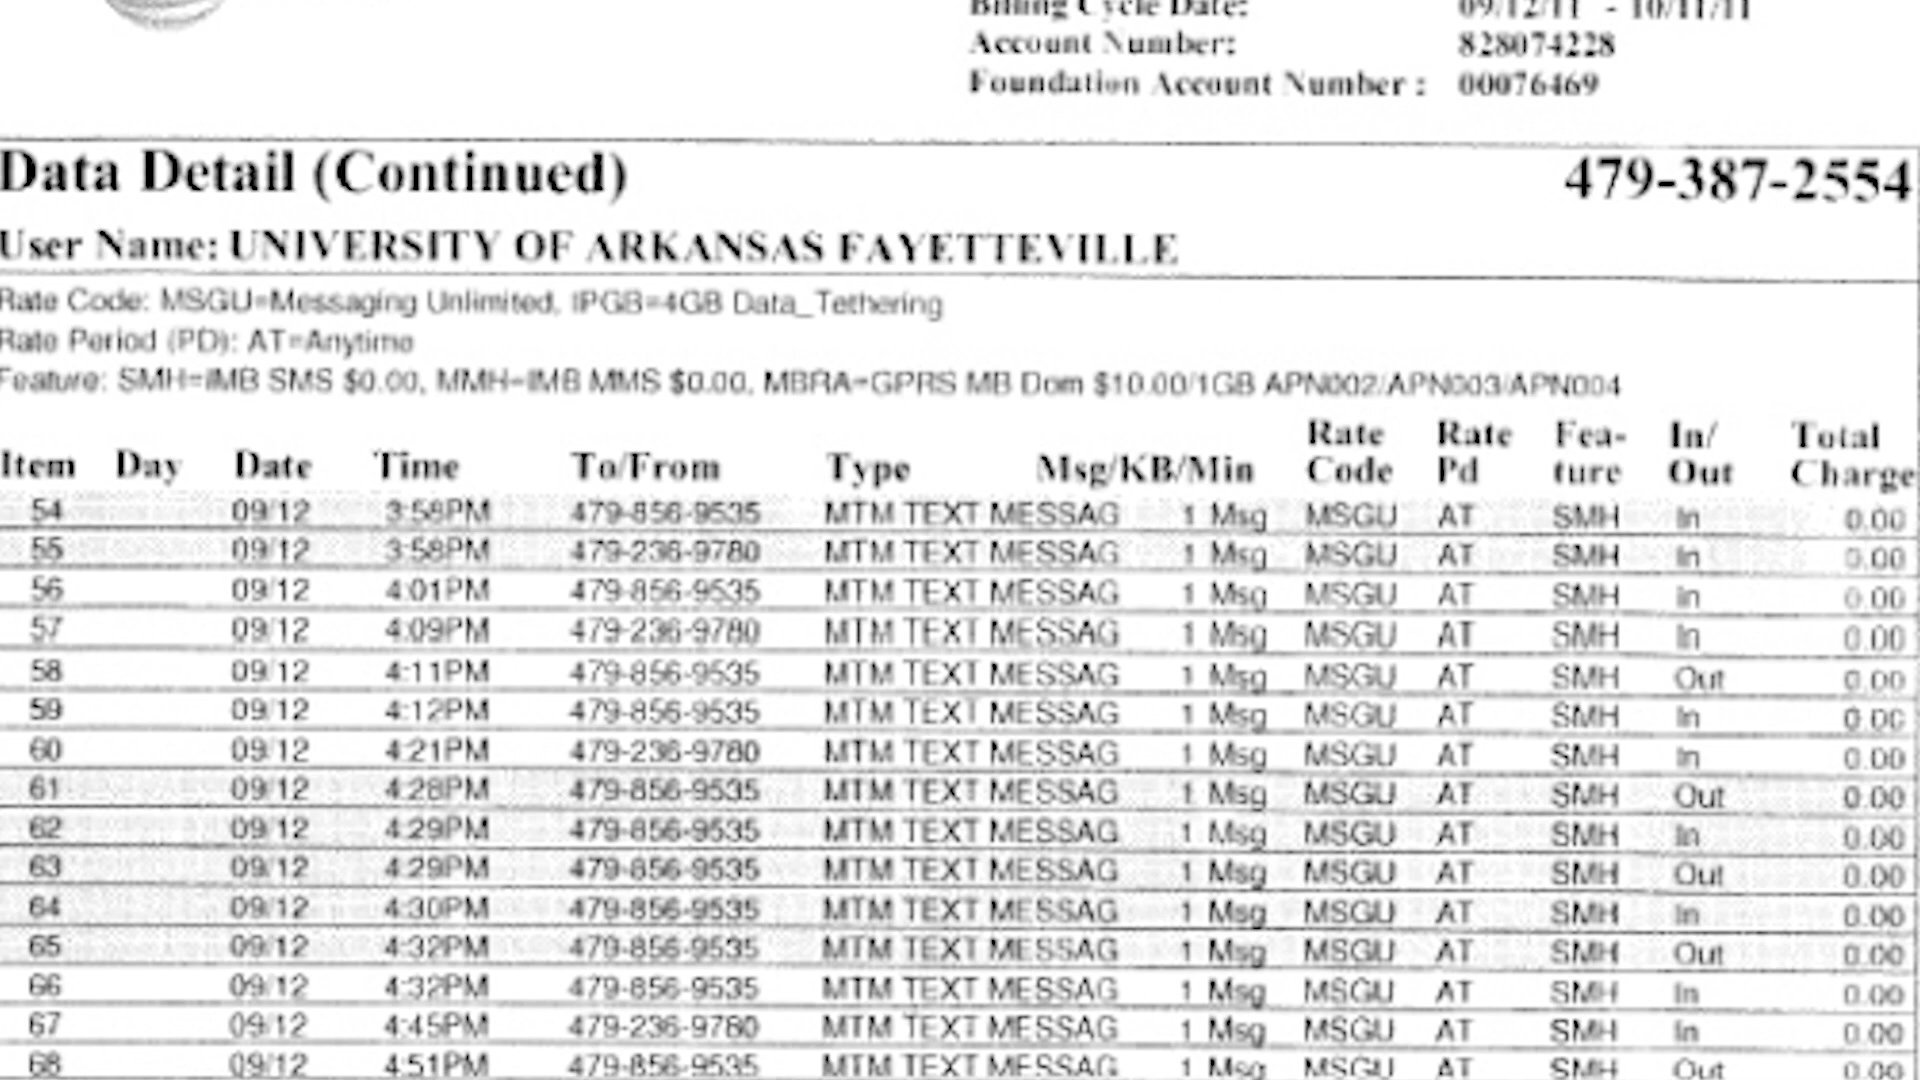 Billing Cycle Date: 09/12/11 - 10/11/11
Account Number: 828074228
Foundation Account Number : 00076469
Data Detail (Continued) 479-387-2554
User Name: UNIVERSITY OF ARKANSAS FAYETTEVILLE
Rate Code: MSGU=Messaging Unlimited, IPGB=4GB Data_Tethering
Rate Period (PD): AT=Anytime
Feature: SMH=IMB SMS $0.00, MMH=IMB MMS $0.00, MBRA=GPRS MB Dom $10.00/1GB APN002/APN003/APN004
Rate Rate Fea- In/ Total
Item Day Date Time To/From Type Msg/KB/Min Code Pd ture Out Charge
54 09/12 3:58PM 479-856-9535 MTM TEXT MESSAG 1 Msg MSGU AT SMH In 0.00
55 09/12 3:58PM 479-236-9780 MTM TEXT MESSAG 1 Msg MSGU AT SMH In 0.00
56 09/12 4:01PM 479-856-9535 MTM TEXT MESSAG 1 Msg MSGU AT SMH In 0.00
57 09/12 4:09PM 479-236-9780 MTM TEXT MESSAG 1 Msg MSGU AT SMH In 0.00
58 09/12 4:11PM 479-856-9535 MTM TEXT MESSAG 1 Msg MSGU AT SMH Out 0.00
59 09/12 4:12PM 479-856-9535 MTM TEXT MESSAG 1 Msg MSGU AT SMH In 0.00
60 09/12 4:21PM 479-236-9780 MTM TEXT MESSAG 1 Msg MSGU AT SMH In 0.00
61 09/12 4:28PM 479-856-9535 MTM TEXT MESSAG 1 Msg MSGU AT SMH Out 0.00
62 09/12 4:29PM 479-856-9535 MTM TEXT MESSAG 1 Msg MSGU AT SMH In 0.00
63 09/12 4:29PM 479-856-9535 MTM TEXT MESSAG 1 Msg MSGU AT SMH Out 0.00
64 09/12 4:30PM 479-856-9535 MTM TEXT MESSAG 1 Msg MSGU AT SMH In 0.00
65 09/12 4:32PM 479-856-9535 MTM TEXT MESSAG 1 Msg MSGU AT SMH Out 0.00
66 09/12 4:32PM 479-856-9535 MTM TEXT MESSAG 1 Msg MSGU AT SMH In 0.00
67 09/12 4:45PM 479-236-9780 MTM TEXT MESSAG 1 Msg MSGU AT SMH In 0.00
68 09/12 4:51PM 479-856-9535 MTM TEXT MESSAG 1 Msg MSGU AT SMH Out 0.00